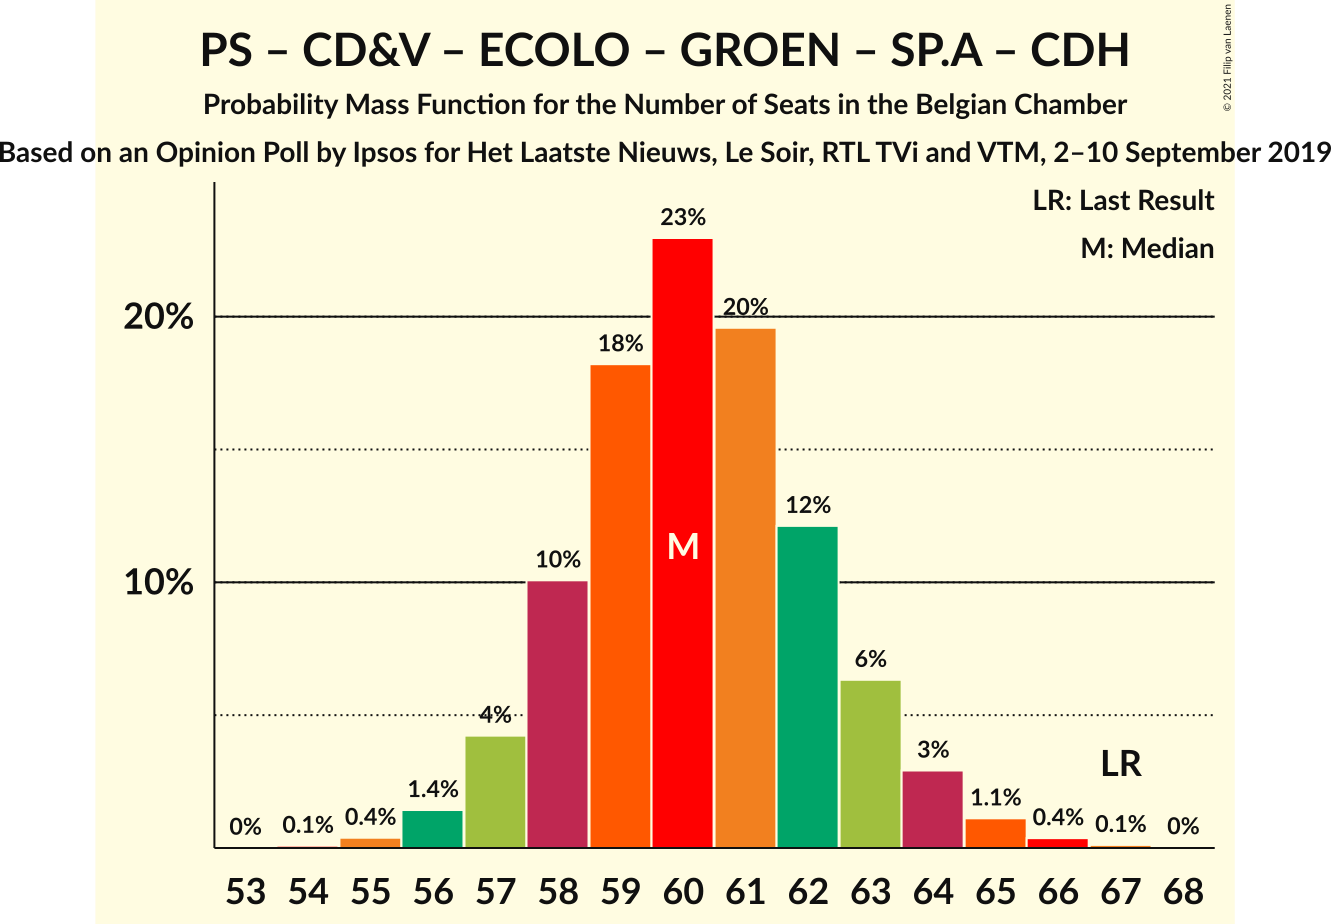 PS – CD&V – ECOLO – GROEN – SP.A – CDH
Probability Mass Function for the Number of Seats in the Belgian Chamber
Based on an Opinion Poll by Ipsos for Het Laatste Nieuws, Le Soir, RTL TVi and VTM, 2–10 September 2019
© 2021 Filip van Laenen
LR: Last Result
M: Median
20%
10%
0%
0.1%
0.4%
1.4%
4%
10%
18%
23%
20%
12%
6%
3%
1.1%
0.4%
0.1%
0%
M
LR
53 54 55 56 57 58 59 60 61 62 63 64 65 66 67 68